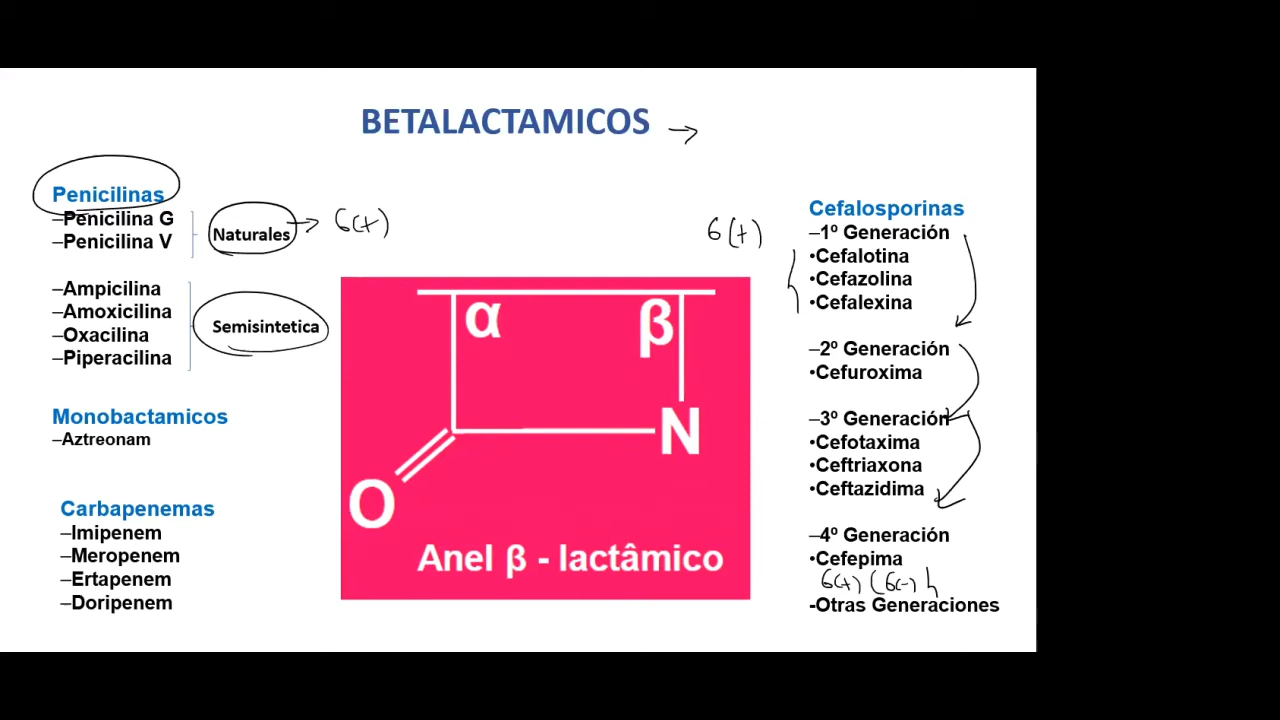 BETALACTAMICOS →
Penicilinas
–Penicilina G
–Penicilina V
Naturales → G(+)
–Ampicilina
–Amoxicilina
–Oxacilina
–Piperacilina
Semisintetica
Monobactamicos
–Aztreonam
Carbapenemas
–Imipenem
–Meropenem
–Ertapenem
–Doripenem
α
β
N
O
Anel β - lactâmico
G(+)
Cefalosporinas
–1º Generación
•Cefalotina
•Cefazolina
•Cefalexina
–2º Generación
•Cefuroxima
–3º Generación
•Cefotaxima
•Ceftriaxona
•Ceftazidima
–4º Generación
•Cefepima
G(+) (G(-)
-Otras Generaciones